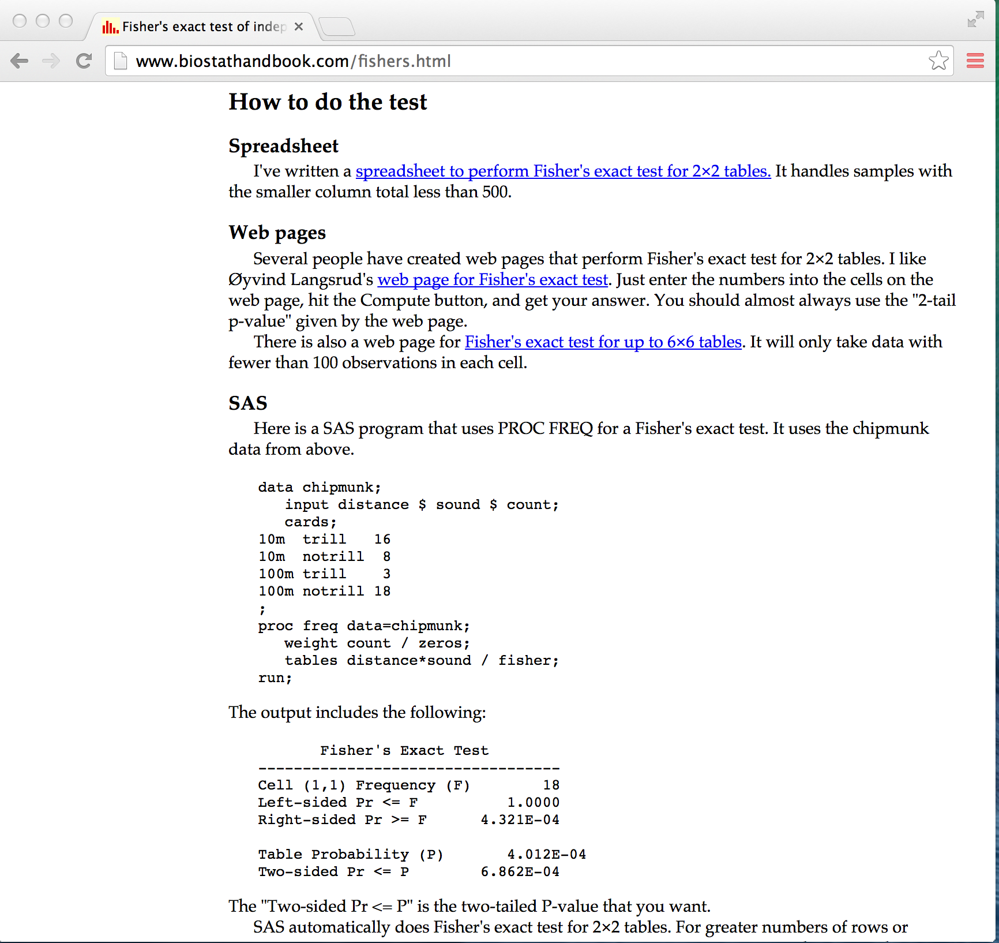 Fisher's exact test of indep
www.biostathandbook.com/fishers.html
How to do the test
Spreadsheet
I've written a spreadsheet to perform Fisher's exact test for 2×2 tables. It handles samples with
the smaller column total less than 500.
Web pages
Several people have created web pages that perform Fisher's exact test for 2×2 tables. I like
Øyvind Langsrud's web page for Fisher's exact test. Just enter the numbers into the cells on the
web page, hit the Compute button, and get your answer. You should almost always use the "2-tail
p-value" given by the web page.
There is also a web page for Fisher's exact test for up to 6×6 tables. It will only take data with
fewer than 100 observations in each cell.
SAS
Here is a SAS program that uses PROC FREQ for a Fisher's exact test. It uses the chipmunk
data from above.
data chipmunk;
input distance $ sound $ count;
cards;
10m  trill   16
10m  notrill  8
100m trill    3
100m notrill 18
;
proc freq data=chipmunk;
weight count / zeros;
tables distance*sound / fisher;
run;
The output includes the following:
Fisher's Exact Test
----------------------------------
Cell (1,1) Frequency (F)        18
Left-sided Pr <= F          1.0000
Right-sided Pr >= F      4.321E-04
Table Probability (P)       4.012E-04
Two-sided Pr <= P        6.862E-04
The "Two-sided Pr <= P" is the two-tailed P-value that you want.
SAS automatically does Fisher's exact test for 2×2 tables. For greater numbers of rows or